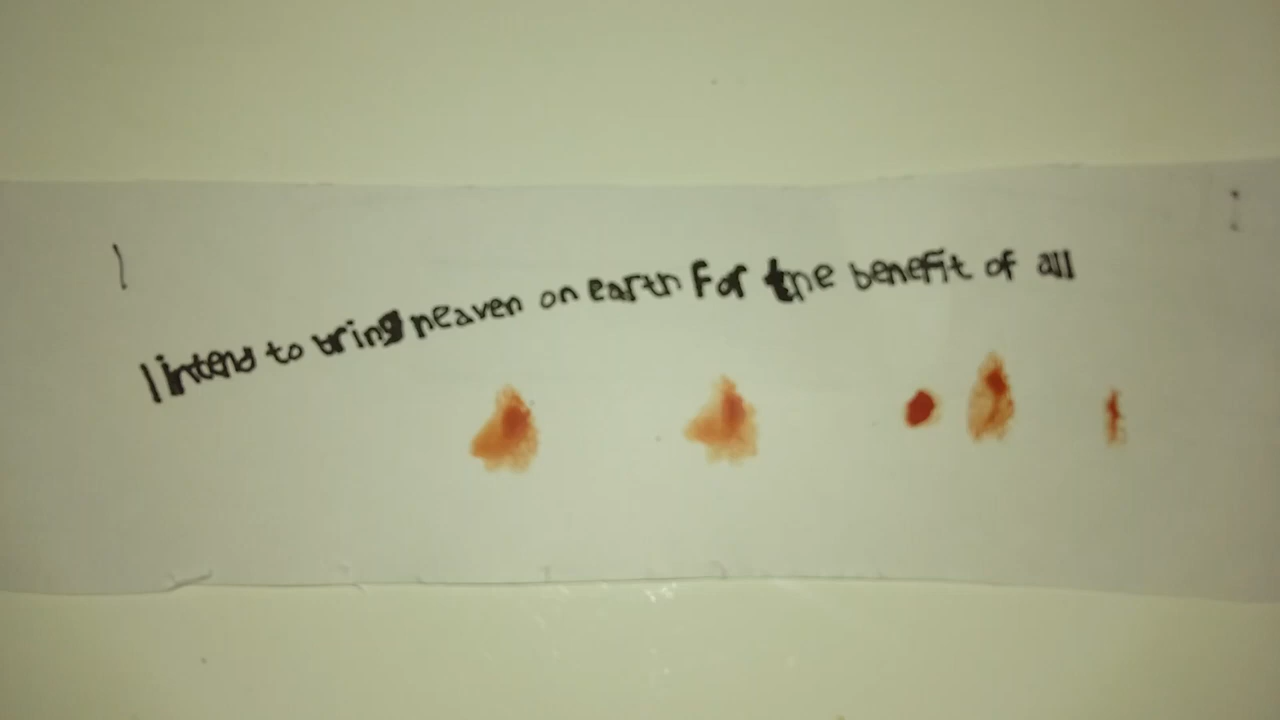 I intend to bring heaven on earth for the benefit of all